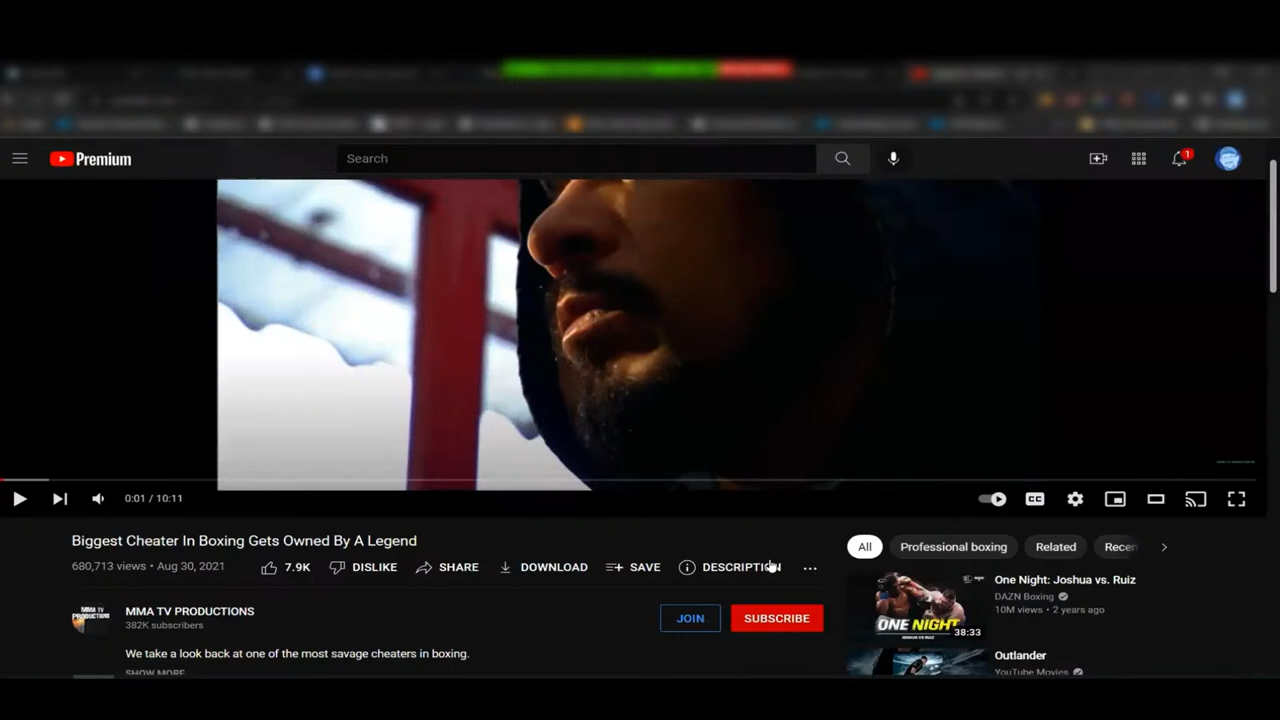 Premium
Search
1
0:01 / 10:11
CC
Biggest Cheater In Boxing Gets Owned By A Legend
680,713 views • Aug 30, 2021
7.9K
DISLIKE
SHARE
DOWNLOAD
SAVE
DESCRIPTION
...
MMA TV PRODUCTIONS
382K subscribers
JOIN
SUBSCRIBE
We take a look back at one of the most savage cheaters in boxing.
SHOW MORE
All
Professional boxing
Related
Recen
ONE NIGHT
38:33
One Night: Joshua vs. Ruiz
DAZN Boxing
10M views • 2 years ago
Outlander
YouTube Movies